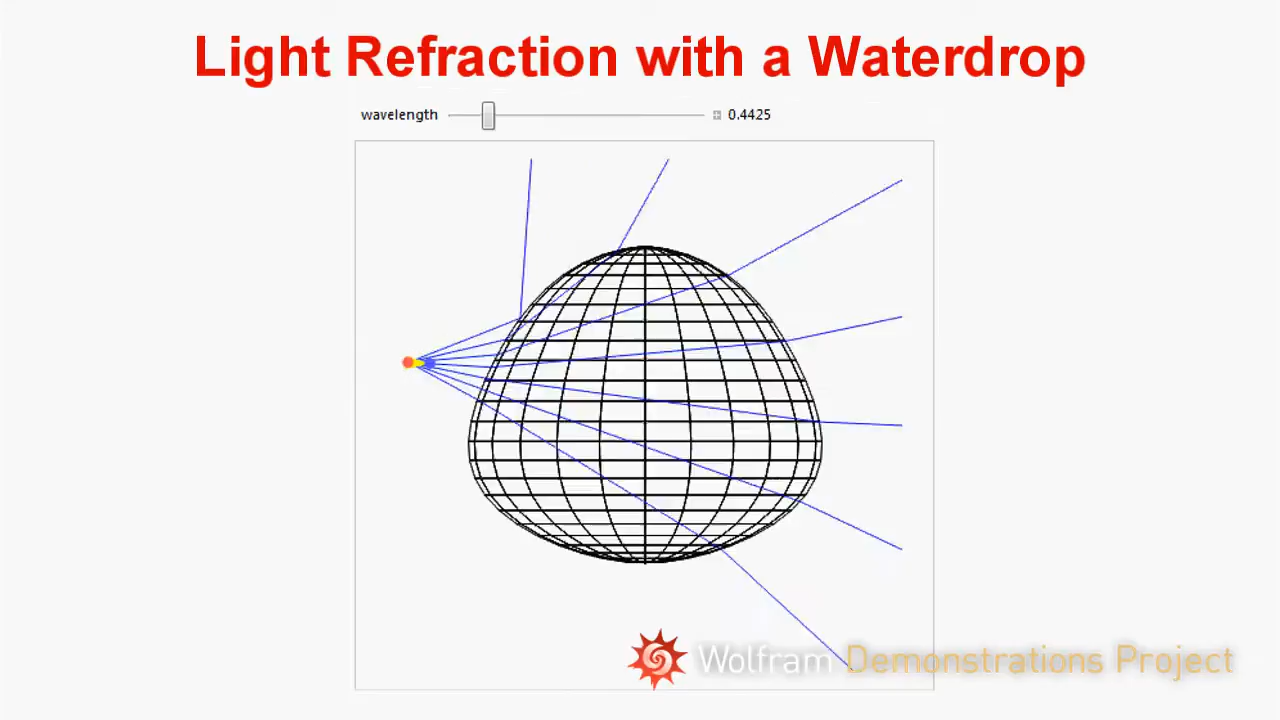 Light Refraction with a Waterdrop
wavelength 0.4425
Wolfram Demonstrations Project